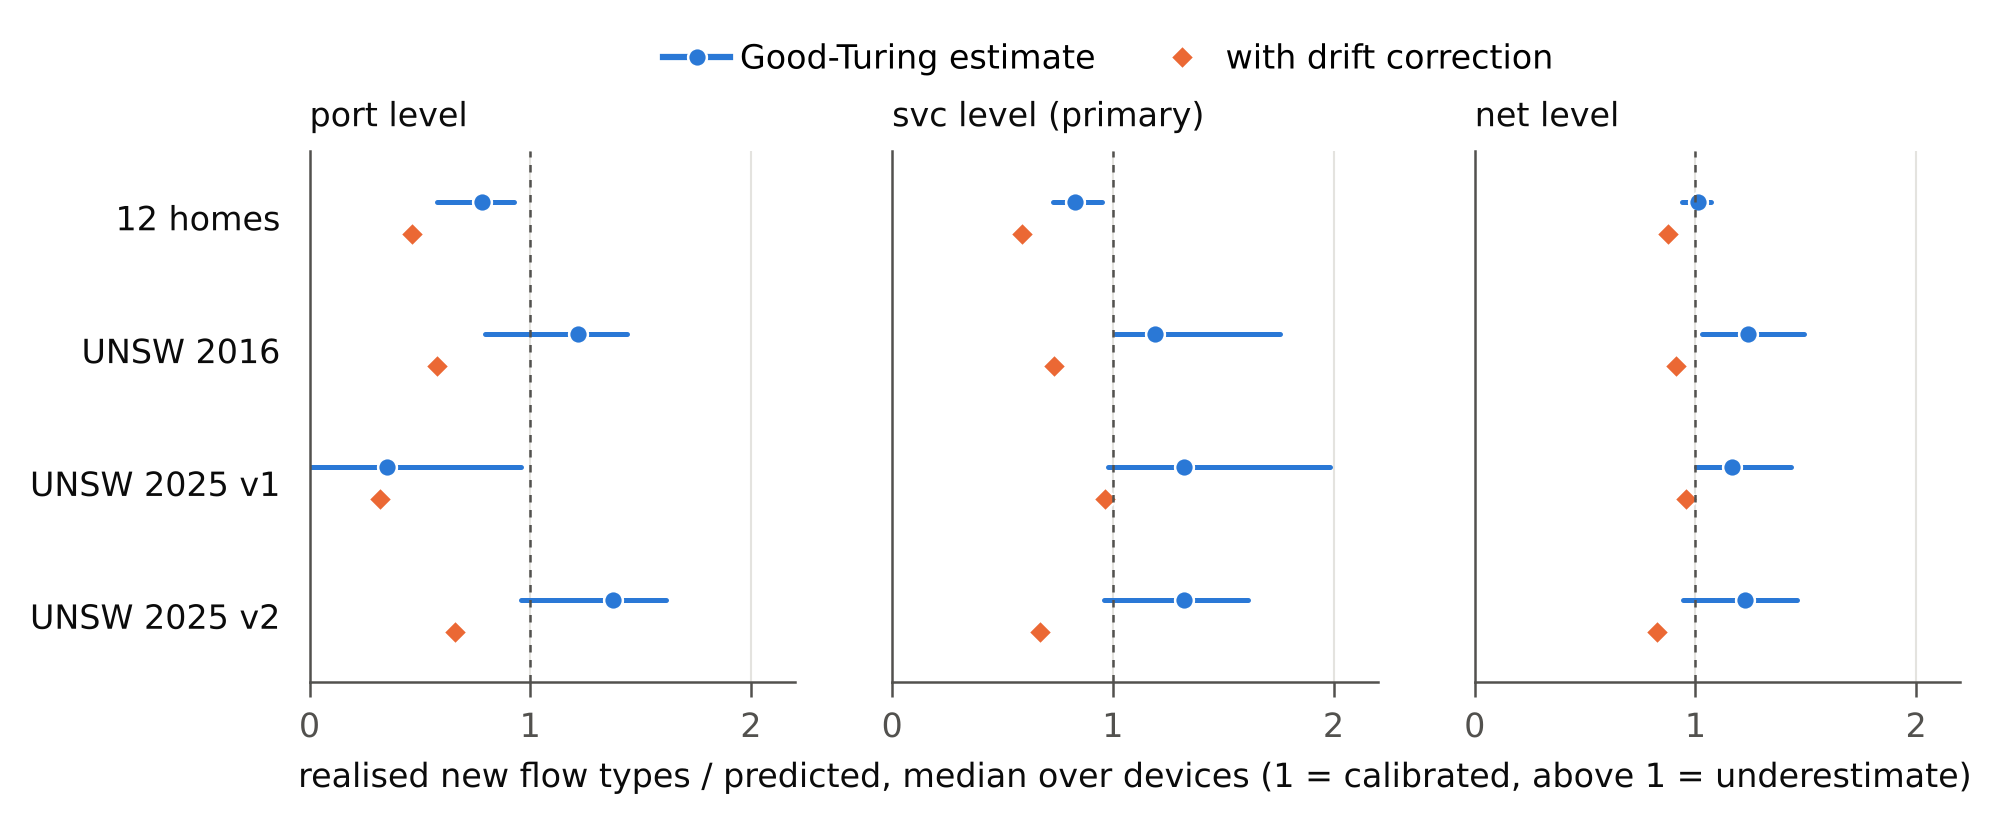 Good-Turing estimate with drift correction
port level svc level (primary) net level
12 homes
UNSW 2016
UNSW 2025 v1
UNSW 2025 v2
0 1 2 0 1 2 0 1 2
realised new flow types / predicted, median over devices (1 = calibrated, above 1 = underestimate)